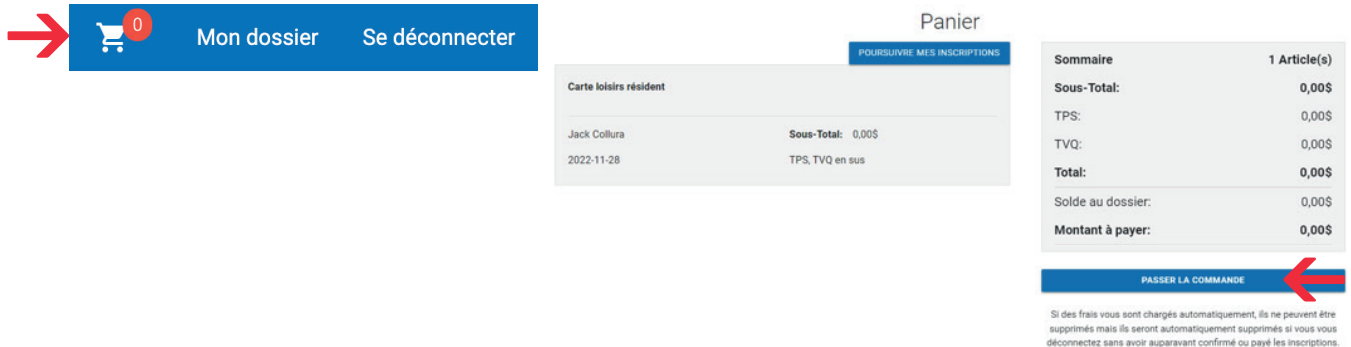 0
Mon dossier Se déconnecter
Panier
POURSUIVRE MES INSCRIPTIONS
Carte loisirs résident
Jack Collura Sous-Total: 0,00$
2022-11-28 TPS, TVQ en sus
Sommaire 1 Article(s)
Sous-Total: 0,00$
TPS: 0,00$
TVQ: 0,00$
Total: 0,00$
Solde au dossier: 0,00$
Montant à payer: 0,00$
PASSER LA COMMANDE
Si des frais vous sont chargés automatiquement, ils ne peuvent être
supprimés mais ils seront automatiquement supprimés si vous vous
déconnectez sans avoir auparavant confirmé ou payé les inscriptions.